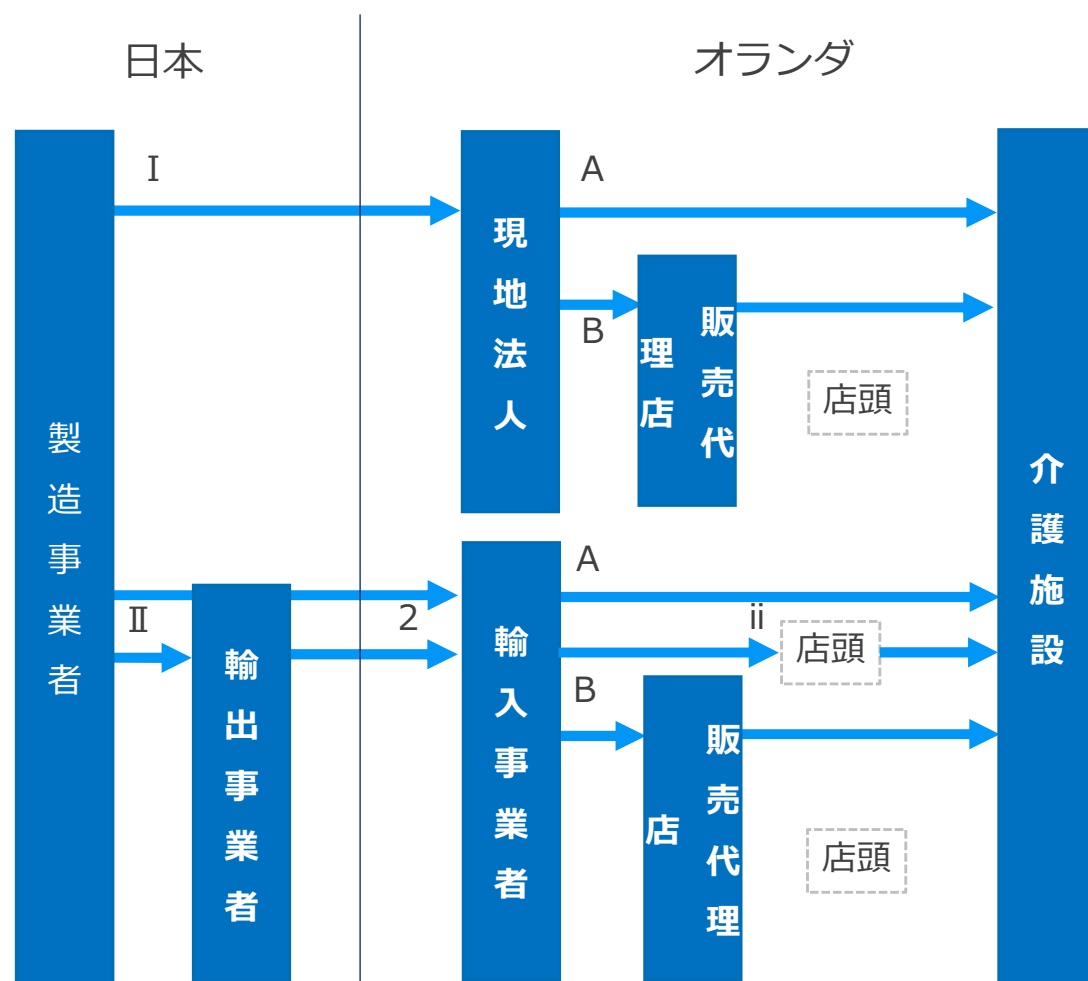 日本
オランダ
製造事業者
Ⅰ
現地法人
A
B
販売代
理店
店頭
介護施設
Ⅱ
輸出事業者
2
輸入事業者
A
ii
店頭
B
販売代理
店
店頭